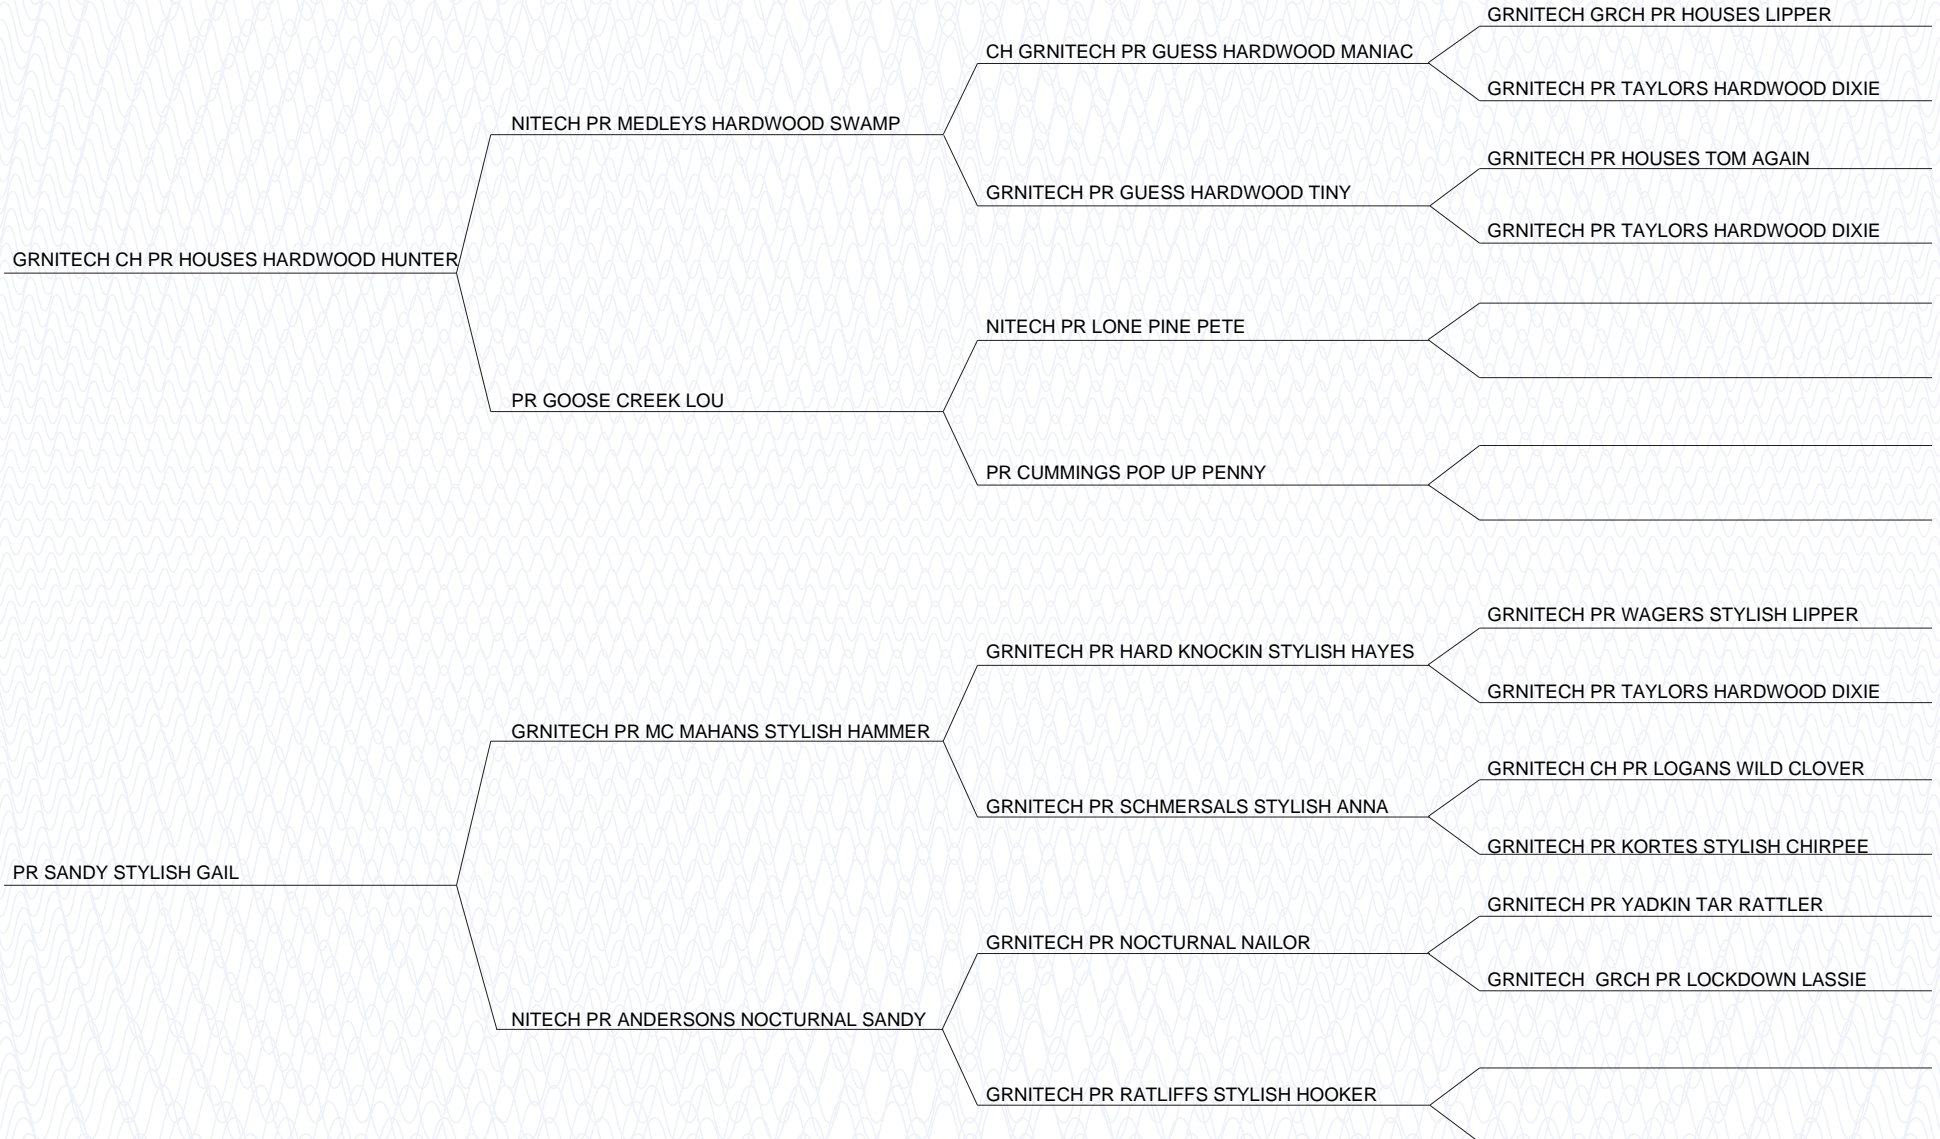 GRNITECH GRCH PR HOUSES LIPPER
CH GRNITECH PR GUESS HARDWOOD MANIAC
GRNITECH PR TAYLORS HARDWOOD DIXIE
NITECH PR MEDLEYS HARDWOOD SWAMP
GRNITECH PR HOUSES TOM AGAIN
GRNITECH PR GUESS HARDWOOD TINY
GRNITECH PR TAYLORS HARDWOOD DIXIE
GRNITECH CH PR HOUSES HARDWOOD HUNTER
NITECH PR LONE PINE PETE
PR GOOSE CREEK LOU
PR CUMMINGS POP UP PENNY
GRNITECH PR WAGERS STYLISH LIPPER
GRNITECH PR HARD KNOCKIN STYLISH HAYES
GRNITECH PR TAYLORS HARDWOOD DIXIE
GRNITECH PR MC MAHANS STYLISH HAMMER
GRNITECH CH PR LOGANS WILD CLOVER
GRNITECH PR SCHMERSALS STYLISH ANNA
GRNITECH PR KORTES STYLISH CHIRPEE
PR SANDY STYLISH GAIL
GRNITECH PR YADKIN TAR RATTLER
GRNITECH PR NOCTURNAL NAILOR
GRNITECH  GRCH PR LOCKDOWN LASSIE
NITECH PR ANDERSONS NOCTURNAL SANDY
GRNITECH PR RATLIFFS STYLISH HOOKER